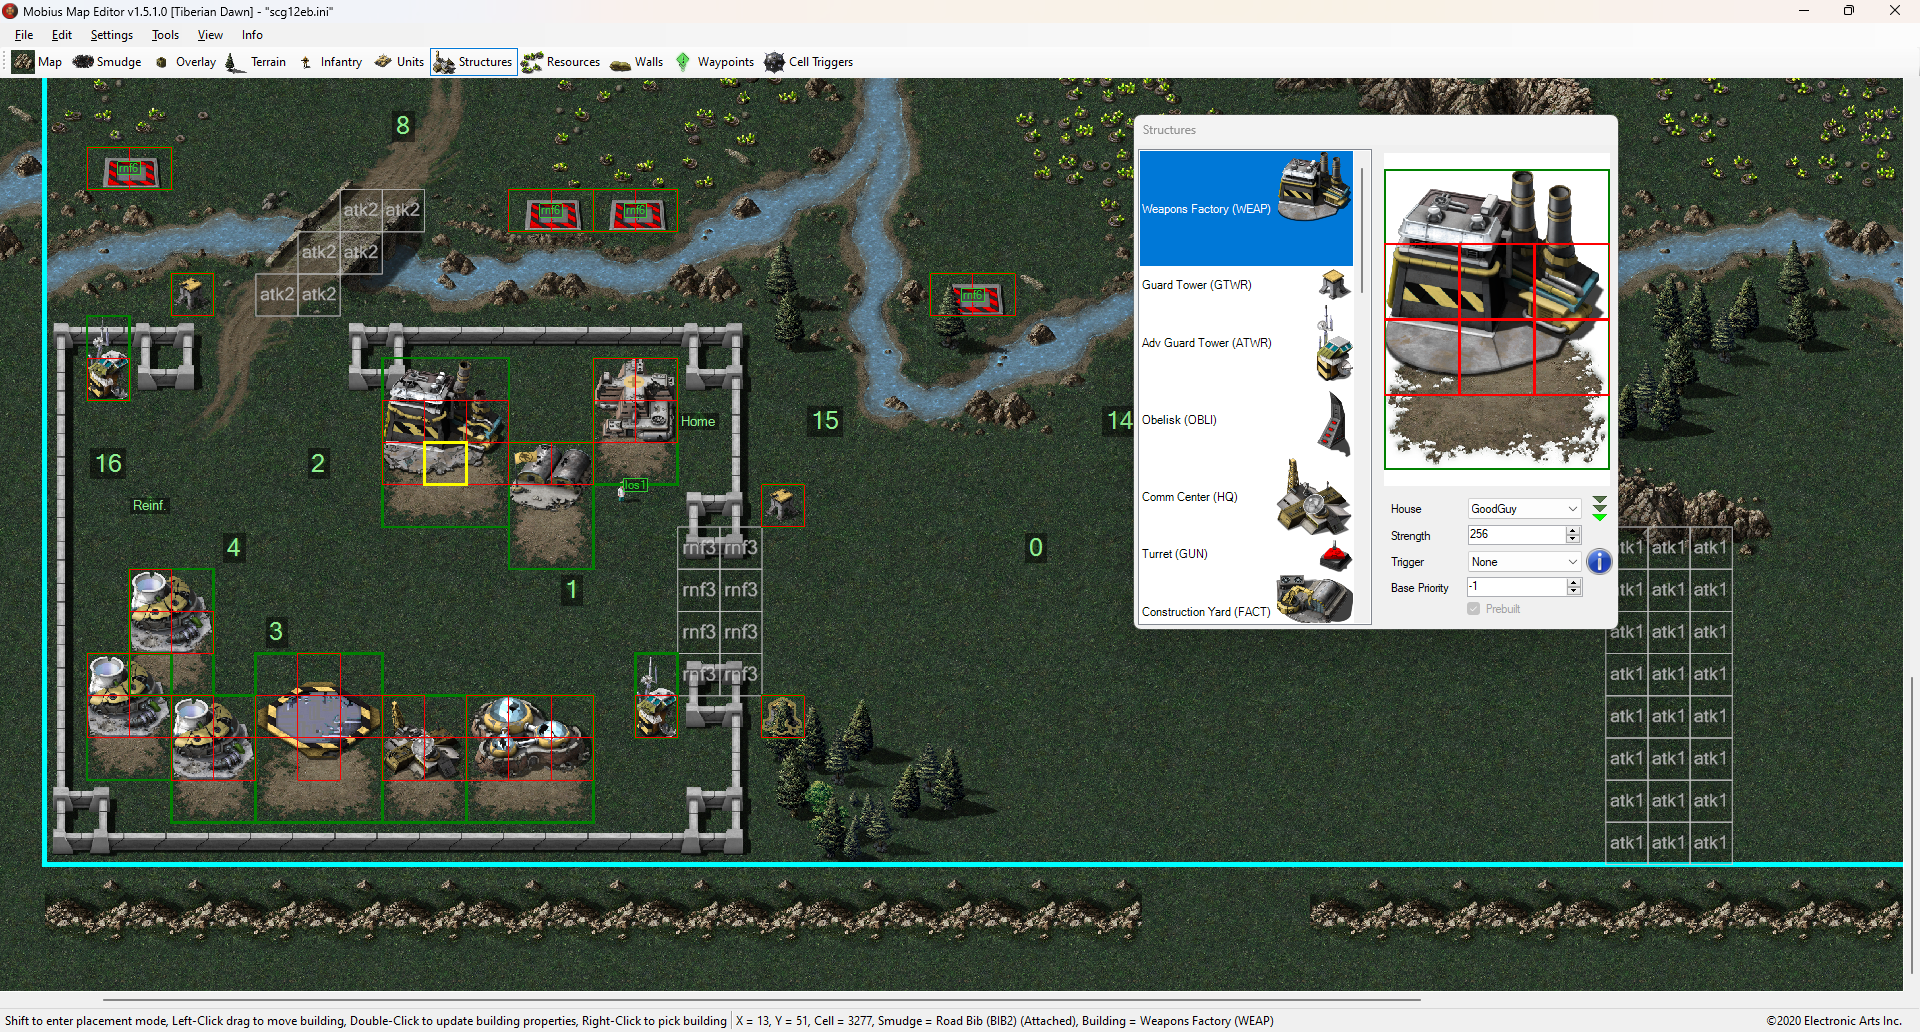 Mobius Map Editor v1.5.1.0 [Tiberian Dawn] - "scg12eb.ini"
File Edit Settings Tools View Info
Map Smudge Overlay Terrain Infantry Units Structures Resources Walls Waypoints Cell Triggers
8
rnf6
atk2 atk2
rnf6 rnf6
atk2 atk2
atk2 atk2
rnf6
Home
15
14
16
2
los1
Reinf.
4
0
rnf3 rnf3
1
rnf3 rnf3
3
rnf3 rnf3
rnf3 rnf3
Structures
Weapons Factory (WEAP)
Guard Tower (GTWR)
Adv Guard Tower (ATWR)
Obelisk (OBLI)
Comm Center (HQ)
Turret (GUN)
Construction Yard (FACT)
House GoodGuy
Strength 256
Trigger None
Base Priority -1
Prebuilt
tk1 atk1 atk1
atk1 atk1 atk1
atk1 atk1 atk1
atk1 atk1 atk1
atk1 atk1 atk1
atk1 atk1 atk1
atk1 atk1 atk1
atk1 atk1 atk1
Shift to enter placement mode, Left-Click drag to move building, Double-Click to update building properties, Right-Click to pick building X = 13, Y = 51, Cell = 3277, Smudge = Road Bib (BIB2) (Attached), Building = Weapons Factory (WEAP)
©2020 Electronic Arts Inc.